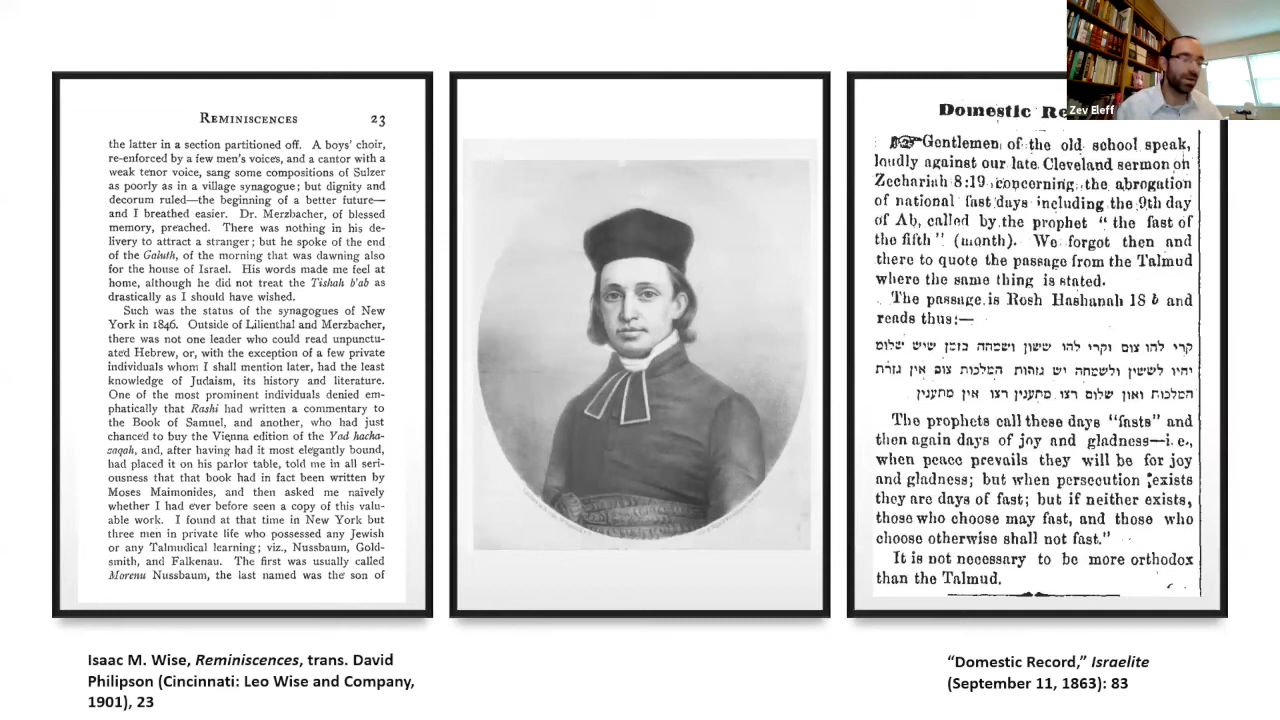 REMINISCENCES 23
the latter in a section partitioned off. A boys' choir,
re-enforced by a few men's voices, and a cantor with a
weak tenor voice, sang some compositions of Sulzer
as poorly as in a village synagogue; but dignity and
decorum ruled—the beginning of a better future—
and I breathed easier. Dr. Merzbacher, of blessed
memory, preached. There was nothing in his de-
livery to attract a stranger; but he spoke of the end
of the Galuth, of the morning that was dawning also
for the house of Israel. His words made me feel at
home, although he did not treat the Tishah b'ab as
drastically as I should have wished.
Such was the status of the synagogues of New
York in 1846. Outside of Lilienthal and Merzbacher,
there was not one leader who could read unpunctu-
ated Hebrew, or, with the exception of a few private
individuals whom I shall mention later, had the least
knowledge of Judaism, its history and literature.
One of the most prominent individuals denied em-
phatically that Rashi had written a commentary to
the Book of Samuel, and another, who had just
chanced to buy the Vienna edition of the Yad hacha-
zaqah, and, after having had it most elegantly bound,
had placed it on his parlor table, told me in all seri-
ousness that that book had in fact been written by
Moses Maimonides, and then asked me naïvely
whether I had ever before seen a copy of this valu-
able work. I found at that time in New York but
three men in private life who possessed any Jewish
or any Talmudical learning; viz., Nussbaum, Gold-
smith, and Falkenau. The first was usually called
Morenu Nussbaum, the last named was the son of
Isaac M. Wise, Reminiscences, trans. David
Philipson (Cincinnati: Leo Wise and Company,
1901), 23
Domestic Re
Gentlemen of the old school speak,
loudly against our late Cleveland sermon on
Zechariah 8:19 concerning the abrogation
of national fast days including the 9th day
of Ab, called by the prophet "the fast of
the fifth" (month). We forgot then and
there to quote the passage from the Talmud
where the same thing is stated.
The passage is Rosh Hashanah 18 b and
reads thus:—
קרי להו צום וקרי להו ששון ושמחה בזמן שיש שלום
יהיו לששון ולשמחה יש גזרות המלכות צום אין גזרת
המלכות ואין שלום רצו מתענין רצו אין מתענין
The prophets call these days "fasts" and
then again days of joy and gladness—i. e.,
when peace prevails they will be for joy
and gladness; but when persecution exists
they are days of fast; but if neither exists,
those who choose may fast, and those who
choose otherwise shall not fast."
It is not necessary to be more orthodox
than the Talmud.
"Domestic Record," Israelite
(September 11, 1863): 83
Zev Eleff